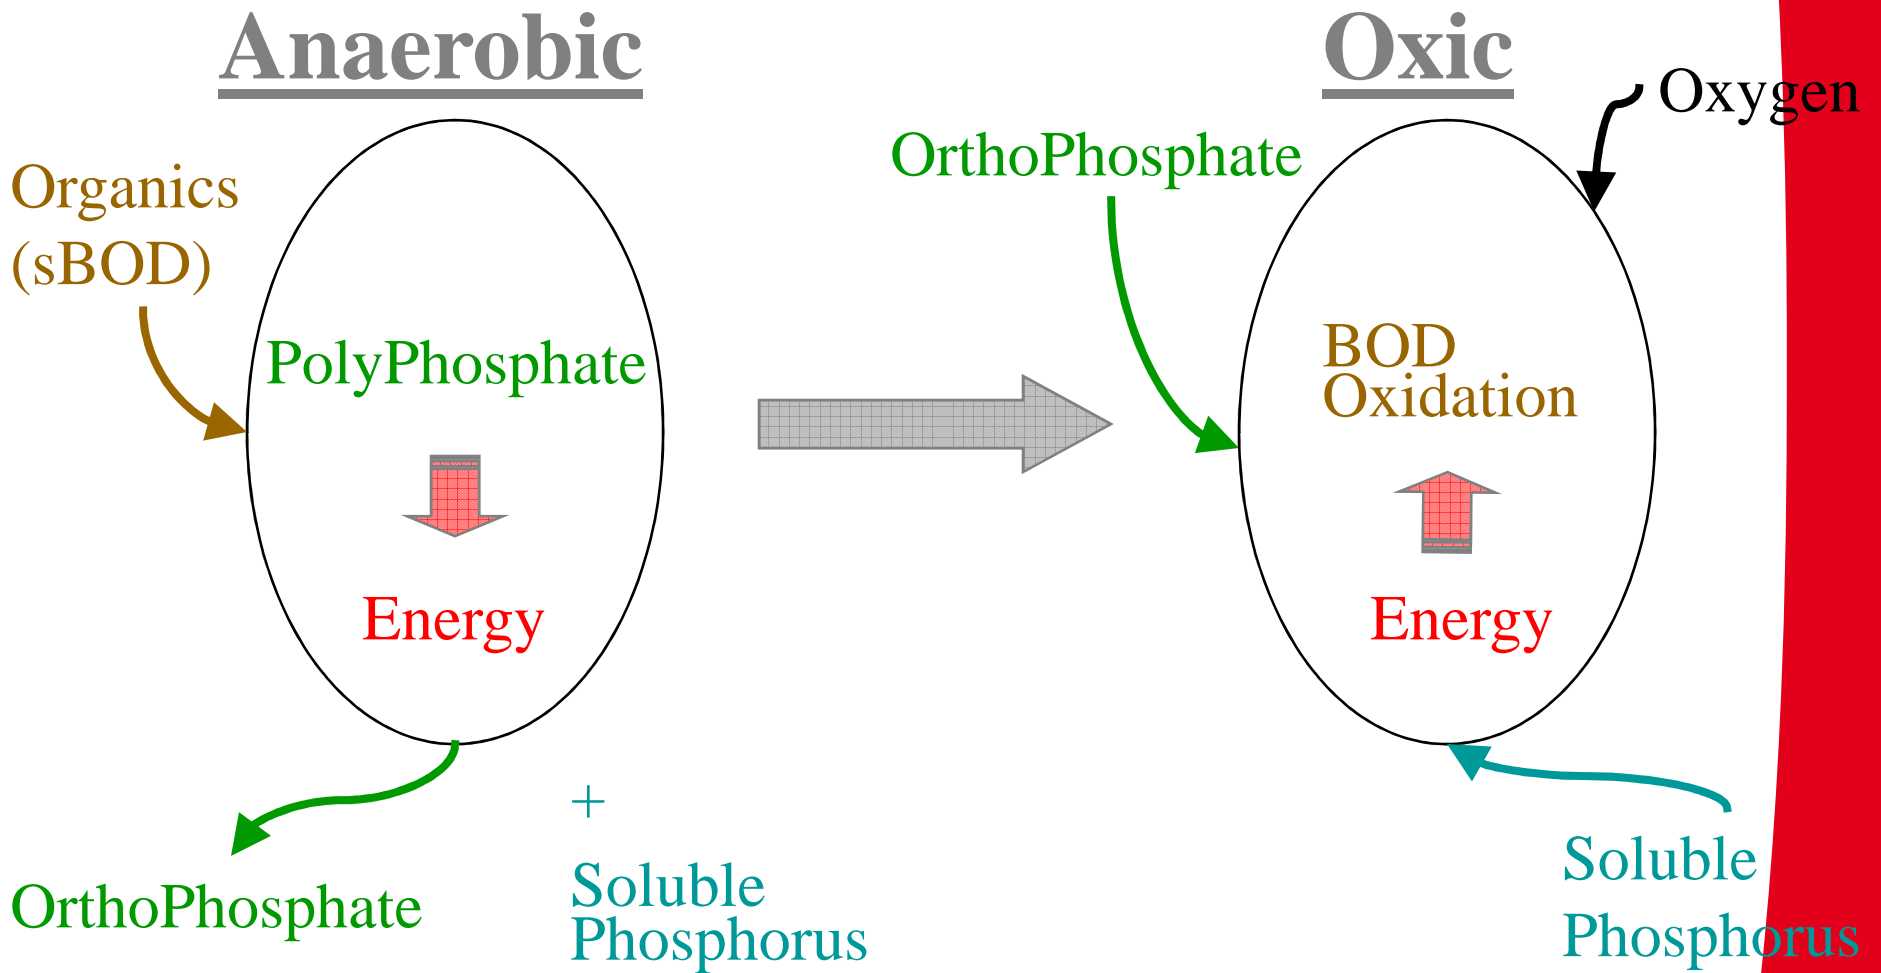 Anaerobic
Organics
(sBOD)
PolyPhosphate
Energy
OrthoPhosphate
+
Soluble
Phosphorus
Oxic
Oxygen
OrthoPhosphate
BOD
Oxidation
Energy
Soluble
Phosphorus